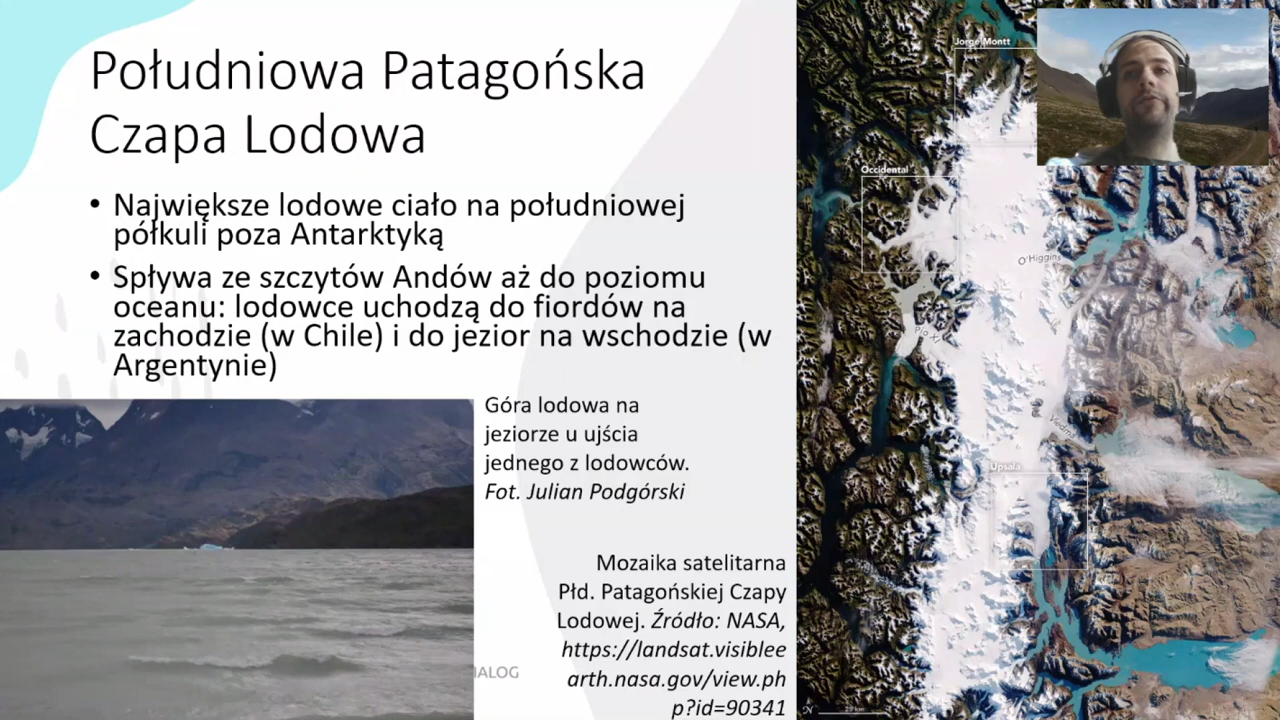 Południowa Patagońska
Czapa Lodowa
• Największe lodowe ciało na południowej
półkuli poza Antarktyką
• Spływa ze szczytów Andów aż do poziomu
oceanu: lodowce uchodzą do fiordów na
zachodzie (w Chile) i do jezior na wschodzie (w
Argentynie)
Góra lodowa na
jeziorze u ujścia
jednego z lodowców.
Fot. Julian Podgórski
Mozaika satelitarna
Płd. Patagońskiej Czapy
Lodowej. Źródło: NASA,
https://landsat.visiblee
arth.nasa.gov/view.ph
p?id=90341
IALOG
Jorge Montt
Occidental
O'Higgins
Pío XI
Viedma
Upsala
N